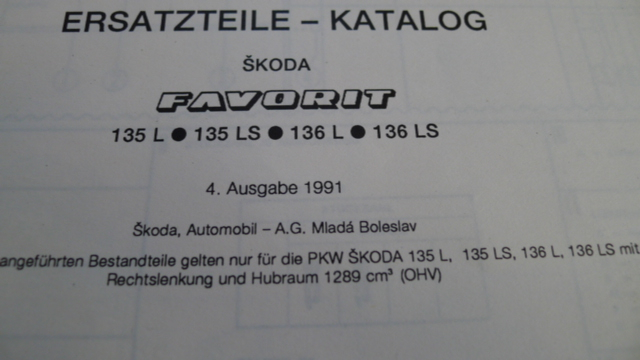 ERSATZTEILE – KATALOG
ŠKODA
FAVORIT
135 L ● 135 LS ● 136 L ● 136 LS
4. Ausgabe 1991
Škoda, Automobil – A.G. Mladá Boleslav
angeführten Bestandteile gelten nur für die PKW ŠKODA 135 L, 135 LS, 136 L, 136 LS mit
Rechtslenkung und Hubraum 1289 cm³ (OHV)